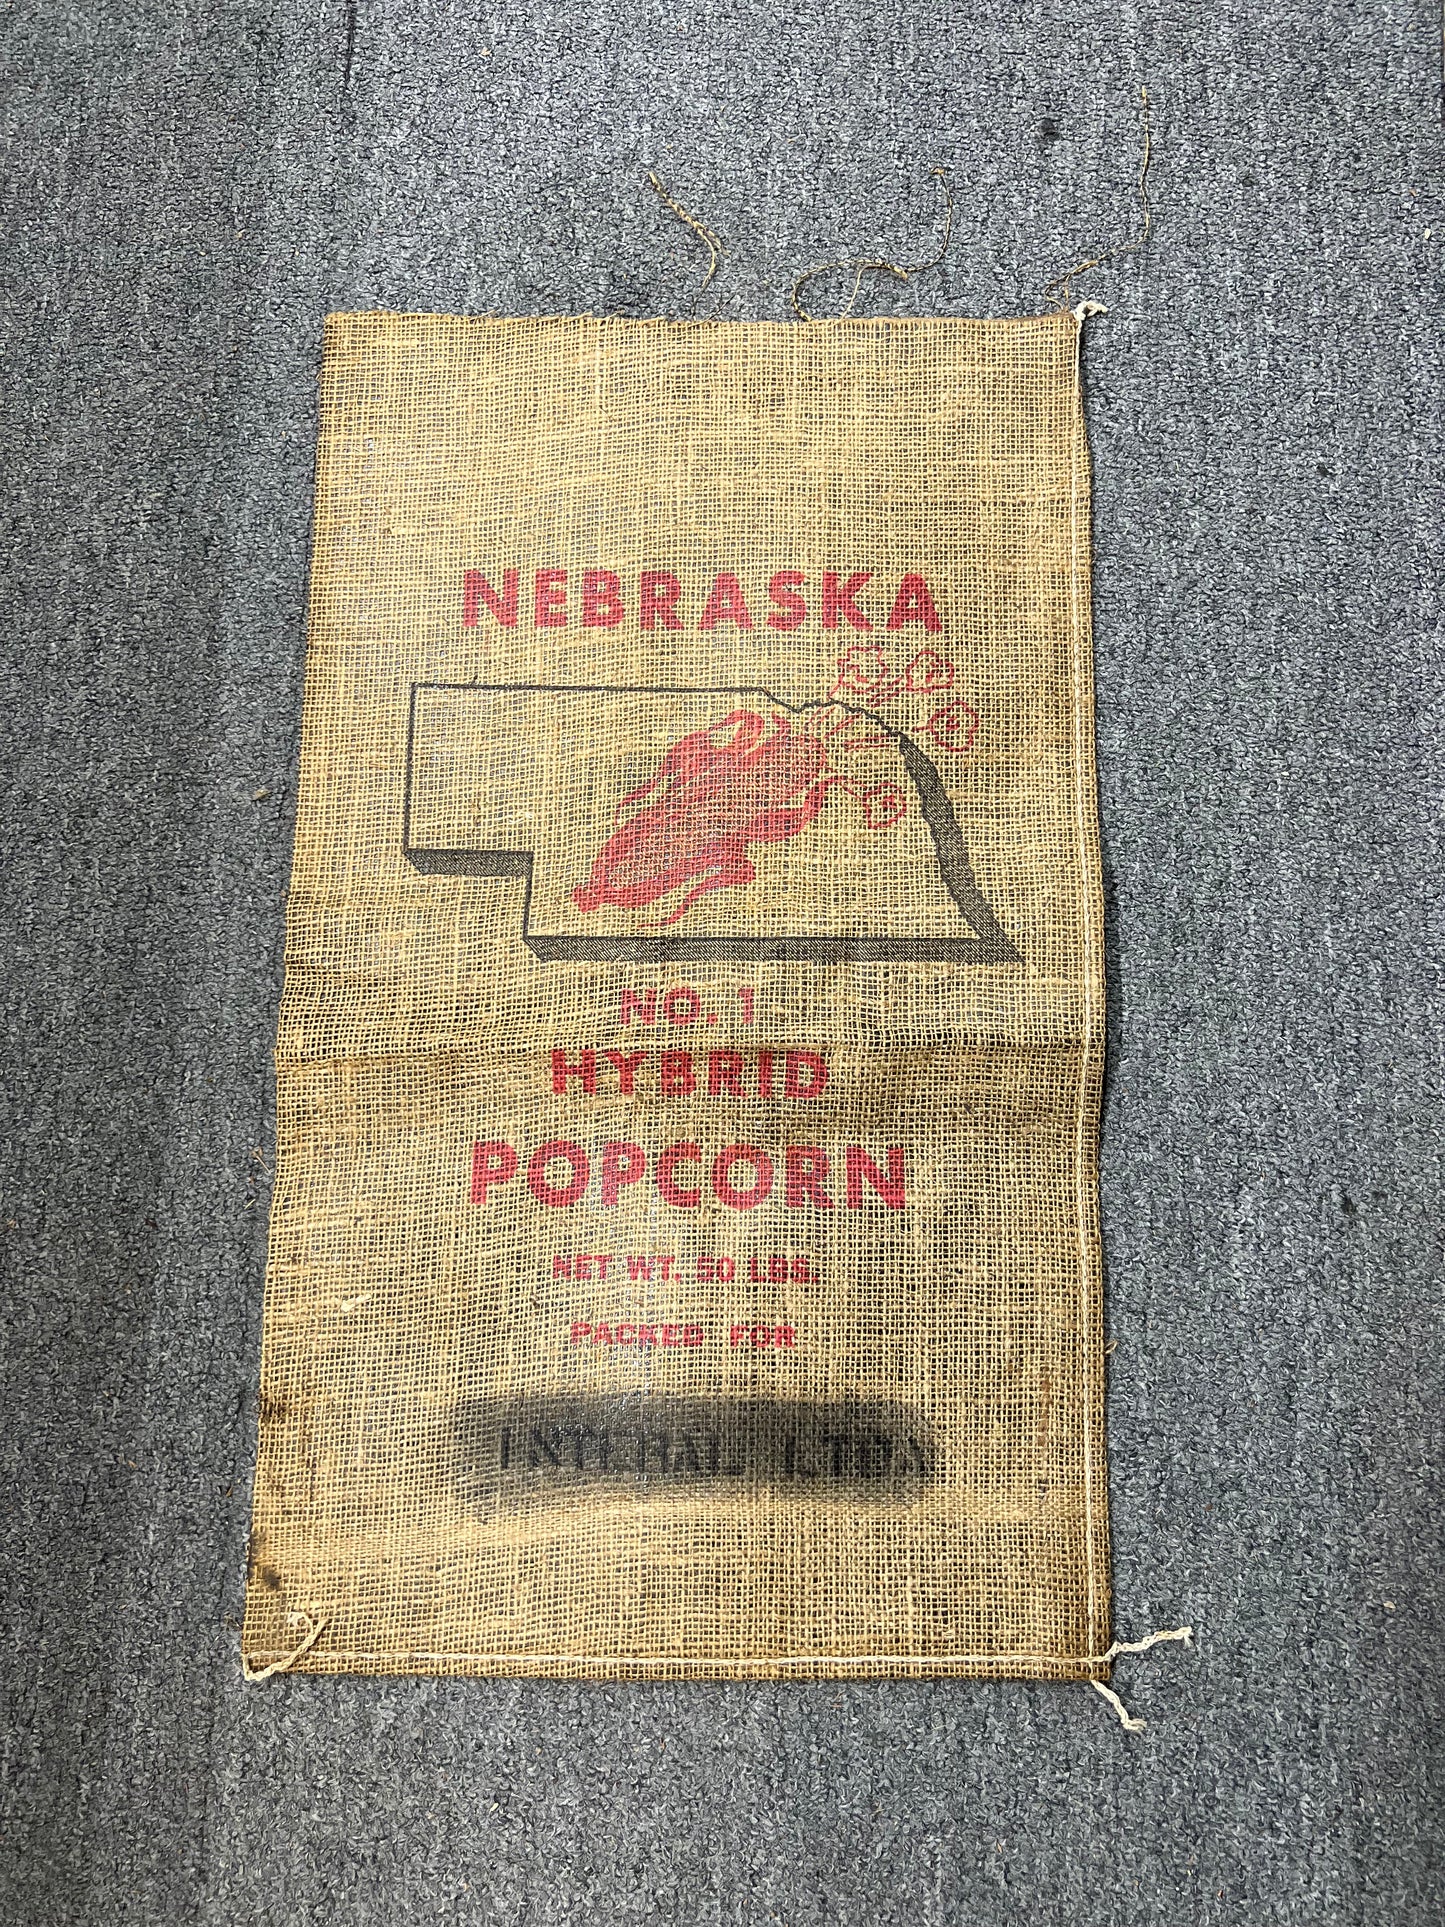 NEBRASKA
NO. 1
HYBRID
POPCORN
NET WT. 50 LBS.
PACKED FOR